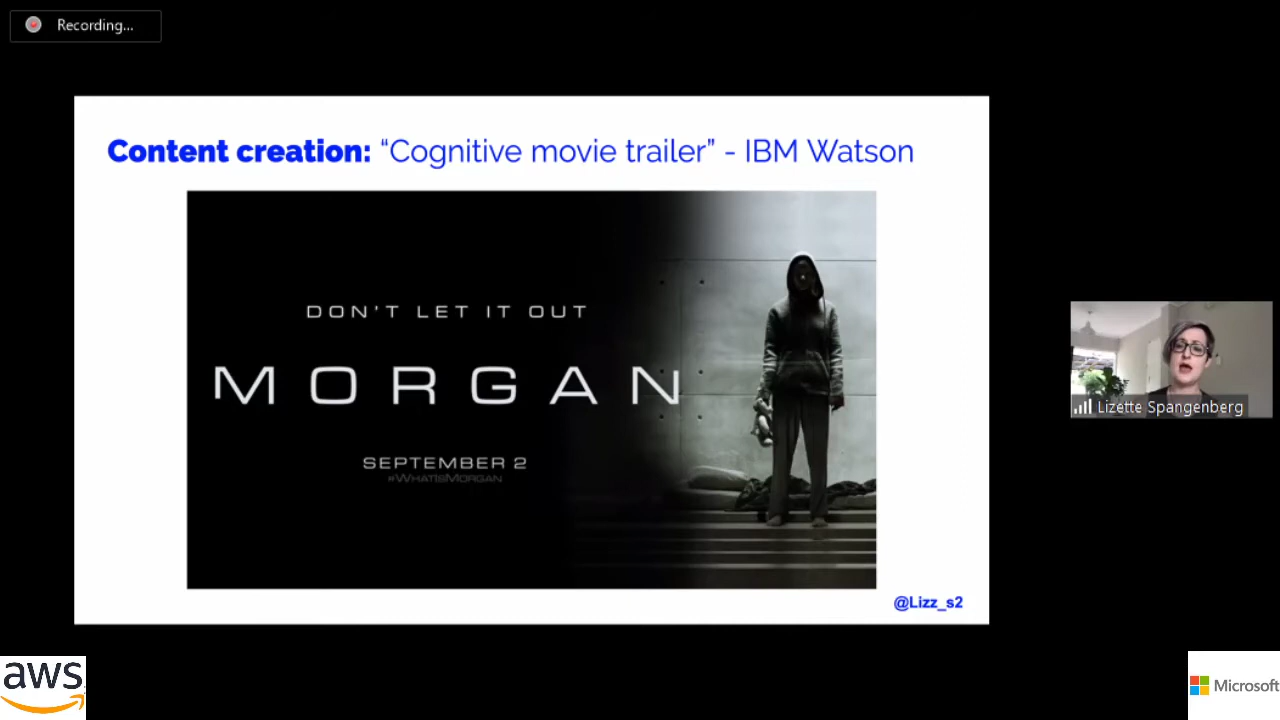 Recording...
Content creation: “Cognitive movie trailer” - IBM Watson
DON'T LET IT OUT
MORGAN
SEPTEMBER 2
#WHATISMORGAN
Lizette Spangenberg
@Lizz_s2
aws
Microsoft